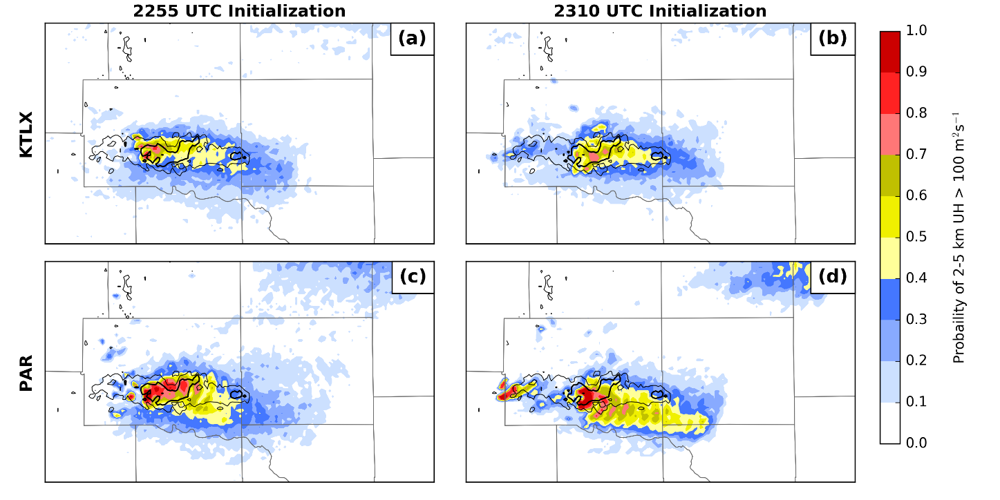 2255 UTC Initialization
2310 UTC Initialization
KTLX
PAR
(a)
(b)
(c)
(d)
1.0
0.9
0.8
0.7
0.6
0.5
0.4
0.3
0.2
0.1
0.0
Probaility of 2-5 km UH > 100 m²s⁻¹